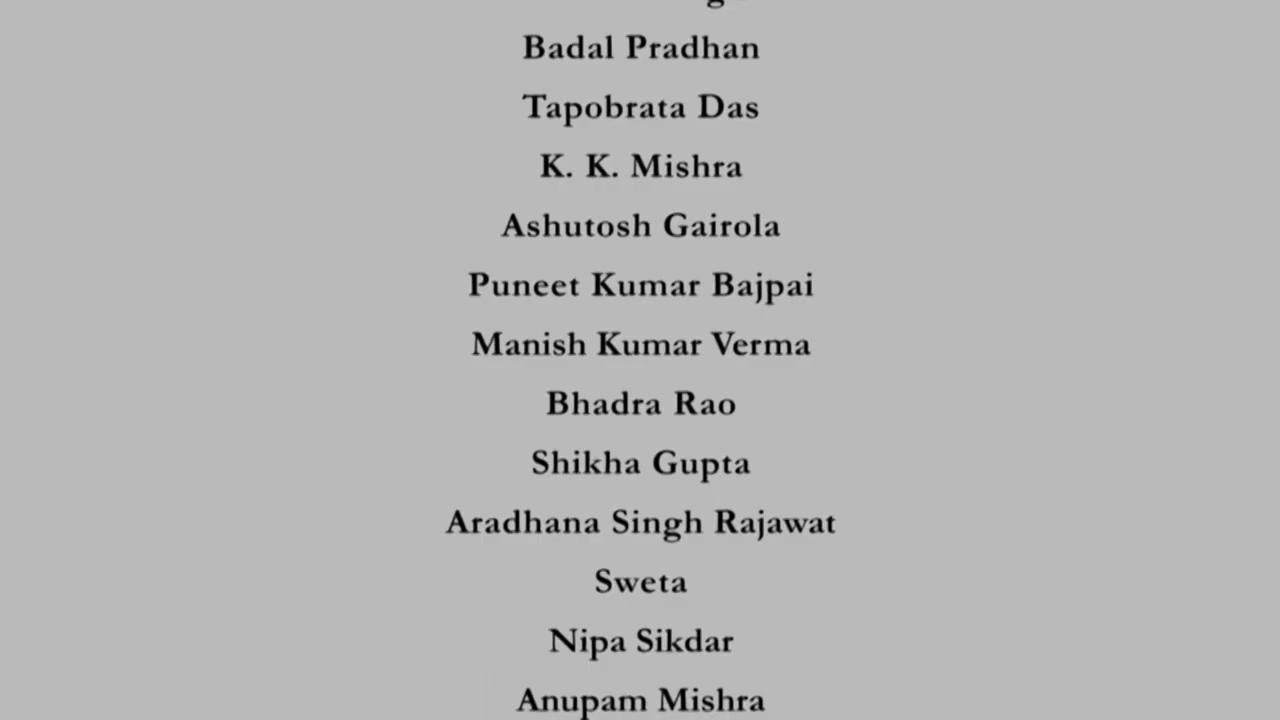 Badal Pradhan
Tapobrata Das
K. K. Mishra
Ashutosh Gairola
Puneet Kumar Bajpai
Manish Kumar Verma
Bhadra Rao
Shikha Gupta
Aradhana Singh Rajawat
Sweta
Nipa Sikdar
Anupam Mishra